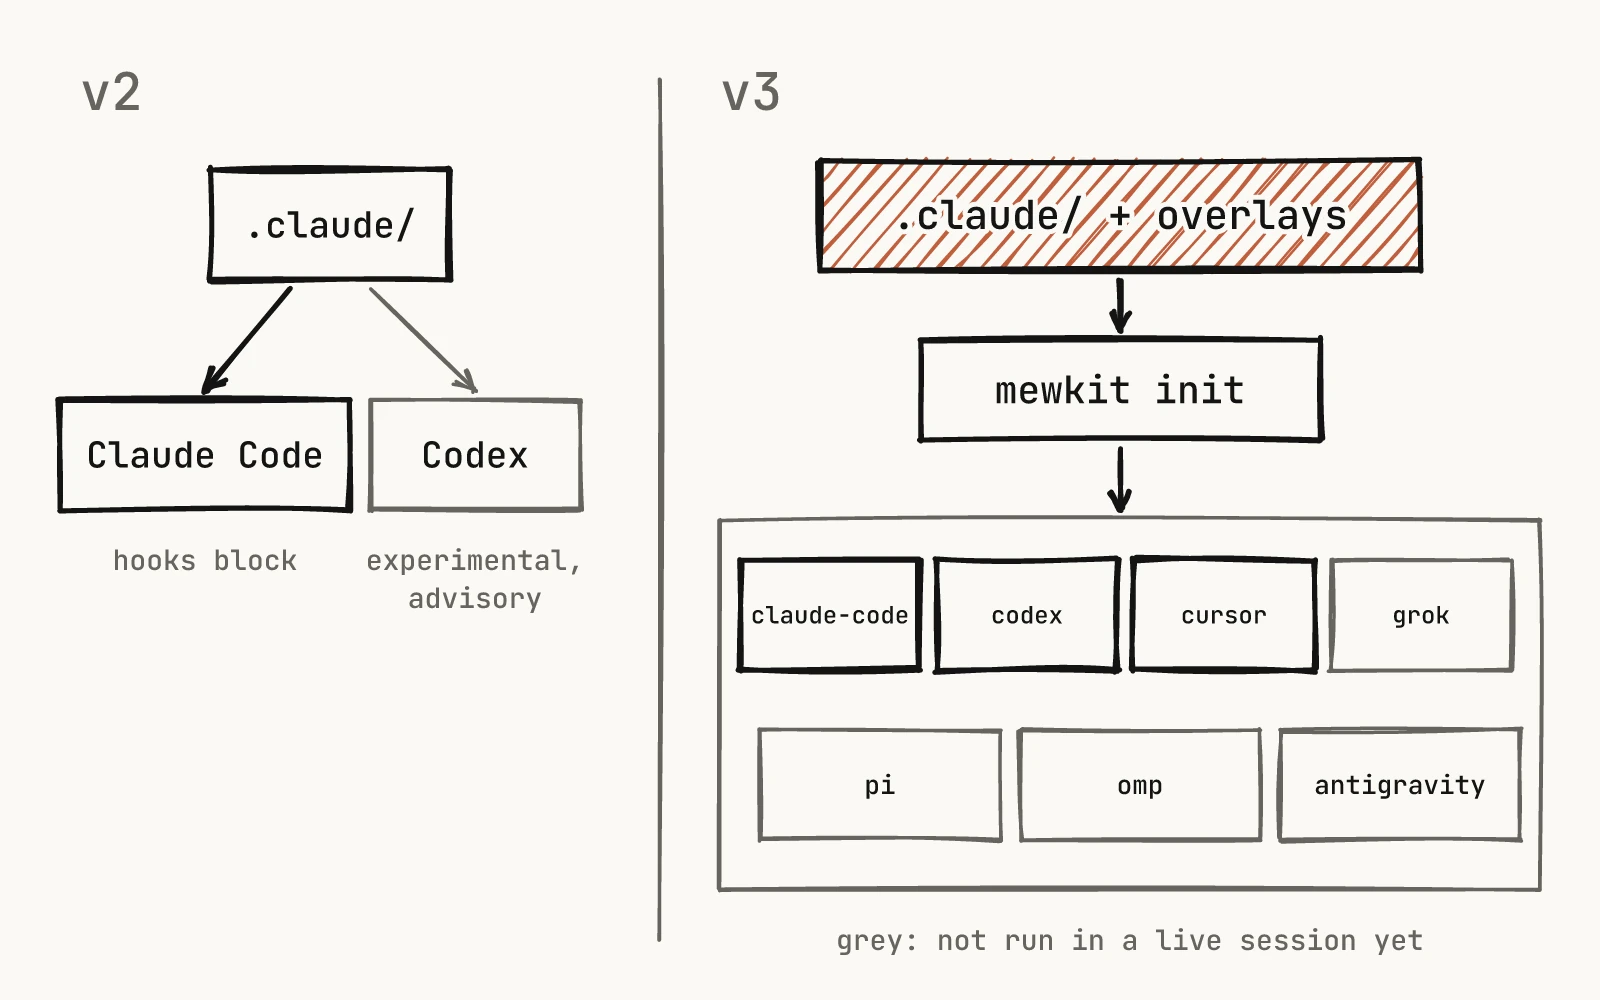 v2
.claude/
Claude Code
Codex
hooks block
experimental,
advisory
v3
.claude/ + overlays
mewkit init
claude-code
codex
cursor
grok
pi
omp
antigravity
grey: not run in a live session yet